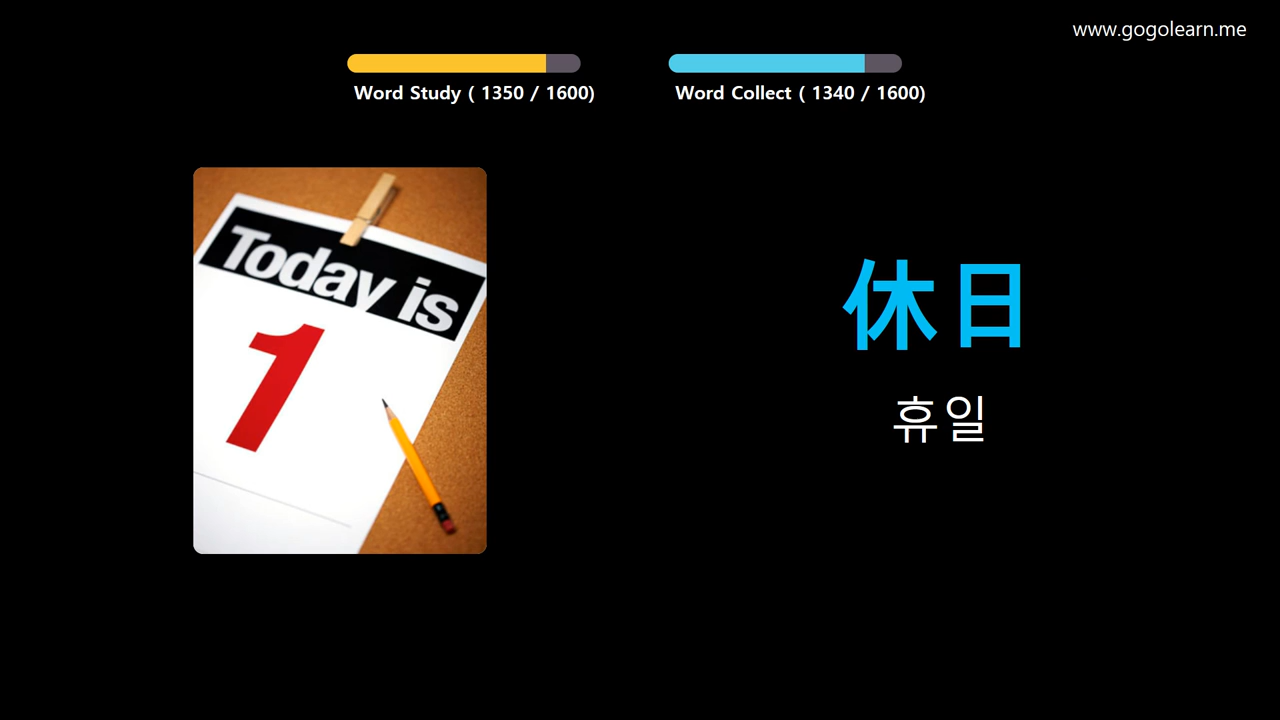 www.gogolearn.me
Word Study ( 1350 / 1600)
Word Collect ( 1340 / 1600)
Today is
1
休日
휴일